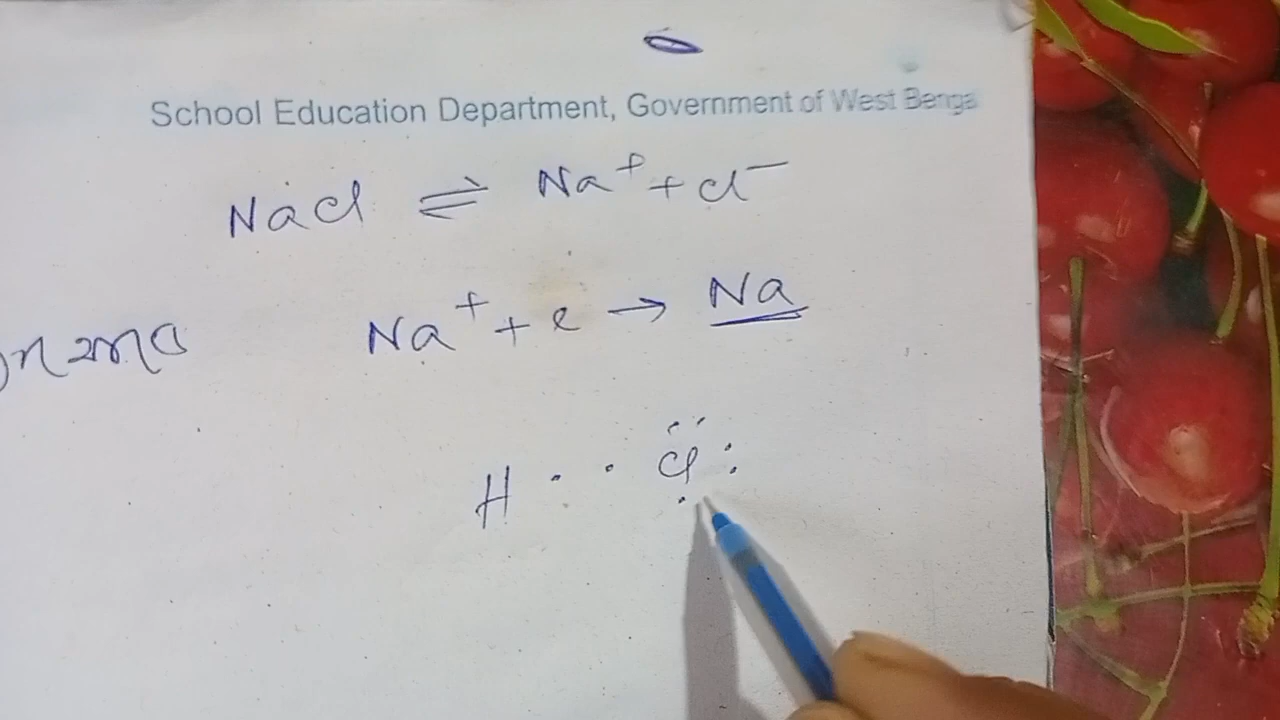 School Education Department, Government of West Benga
NaCl ⇌ Na⁺ + Cl⁻
Na⁺ + e → Na
H · · Cl